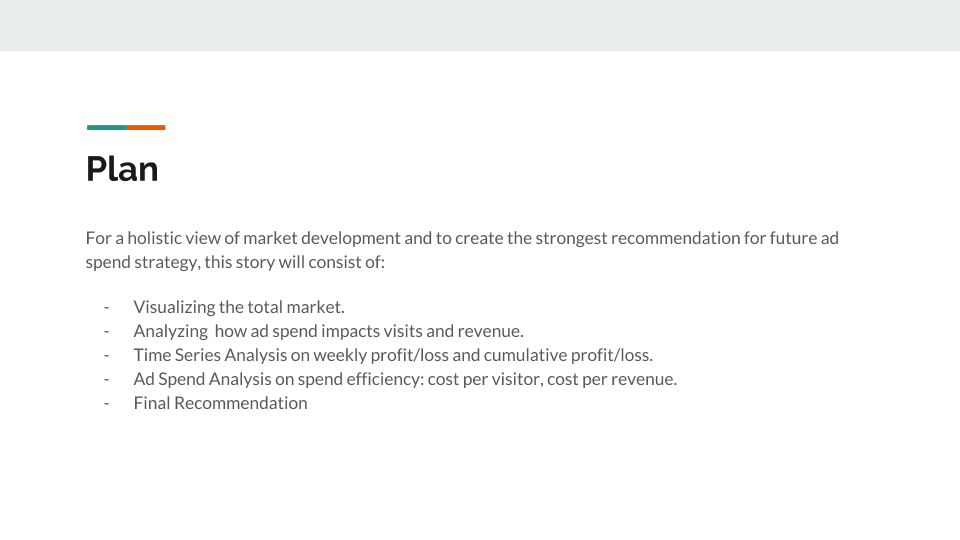 Plan
For a holistic view of market development and to create the strongest recommendation for future ad
spend strategy, this story will consist of:
- Visualizing the total market.
- Analyzing  how ad spend impacts visits and revenue.
- Time Series Analysis on weekly profit/loss and cumulative profit/loss.
- Ad Spend Analysis on spend efficiency: cost per visitor, cost per revenue.
- Final Recommendation